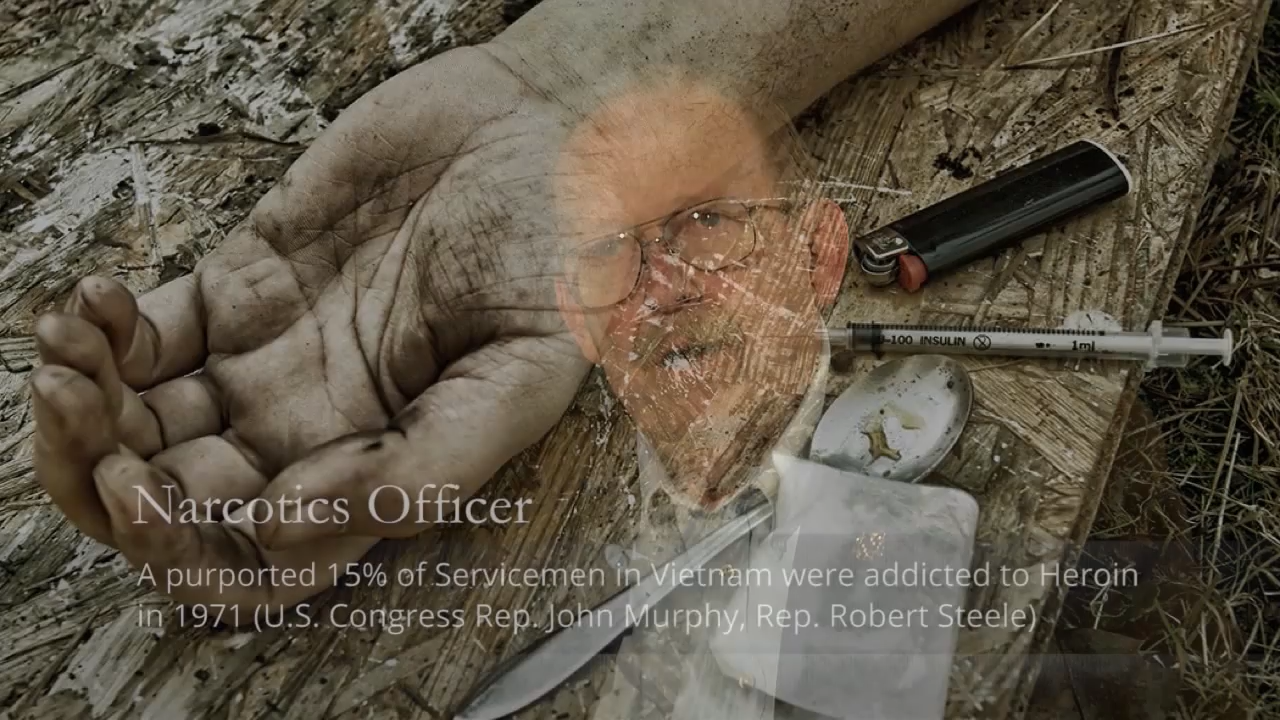 U-100 INSULIN
1ml
Narcotics Officer
A purported 15% of Servicemen in Vietnam were addicted to Heroin
in 1971 (U.S. Congress Rep. John Murphy, Rep. Robert Steele)